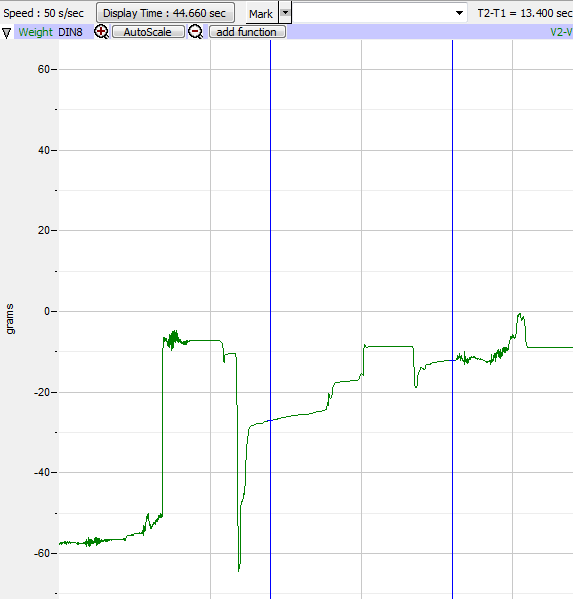 Speed : 50 s/sec Display Time : 44.660 sec Mark T2-T1 = 13.400 sec
Weight DIN8 AutoScale add function V2-V
60
40
20
0
grams
-20
-40
-60